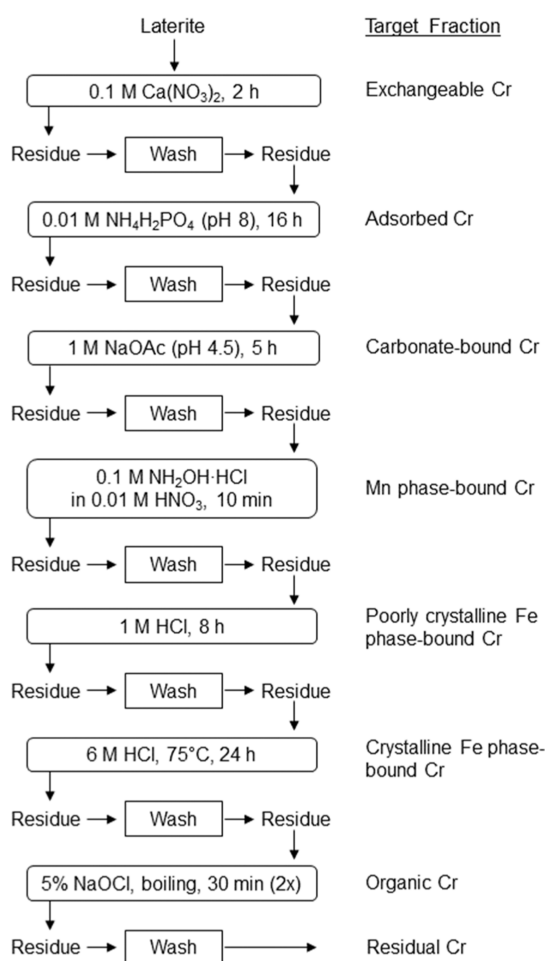 Laterite Target Fraction
0.1 M Ca(NO₃)₂, 2 h Exchangeable Cr
Residue Wash Residue
0.01 M NH₄H₂PO₄ (pH 8), 16 h Adsorbed Cr
Residue Wash Residue
1 M NaOAc (pH 4.5), 5 h Carbonate-bound Cr
Residue Wash Residue
0.1 M NH₂OH·HCl
in 0.01 M HNO₃, 10 min
Mn phase-bound Cr
Residue Wash Residue
1 M HCl, 8 h
Poorly crystalline Fe
phase-bound Cr
Residue Wash Residue
6 M HCl, 75°C, 24 h
Crystalline Fe phase-
bound Cr
Residue Wash Residue
5% NaOCl, boiling, 30 min (2x) Organic Cr
Residue Wash Residual Cr